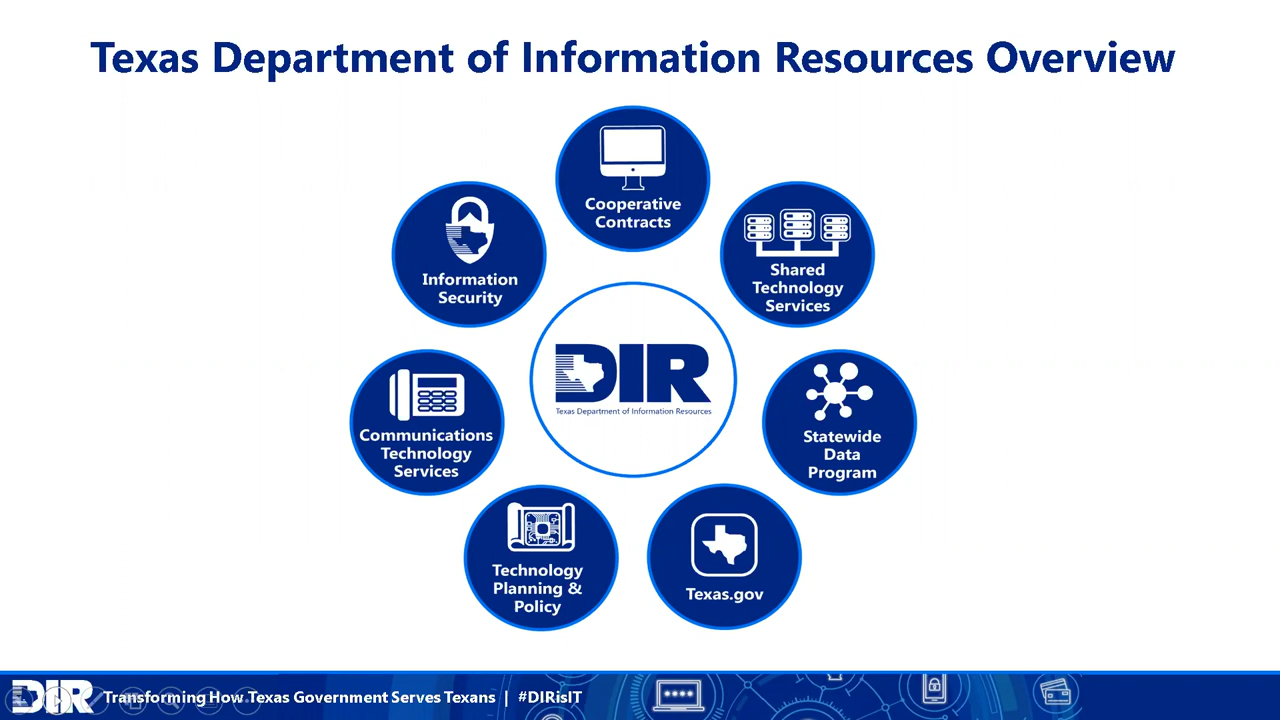 Texas Department of Information Resources Overview
Cooperative
Contracts
Shared
Technology
Services
Statewide
Data
Program
Texas.gov
Technology
Planning &
Policy
Communications
Technology
Services
Information
Security
DIR
Texas Department of Information Resources
DIR
Transforming How Texas Government Serves Texans | #DIRisIT